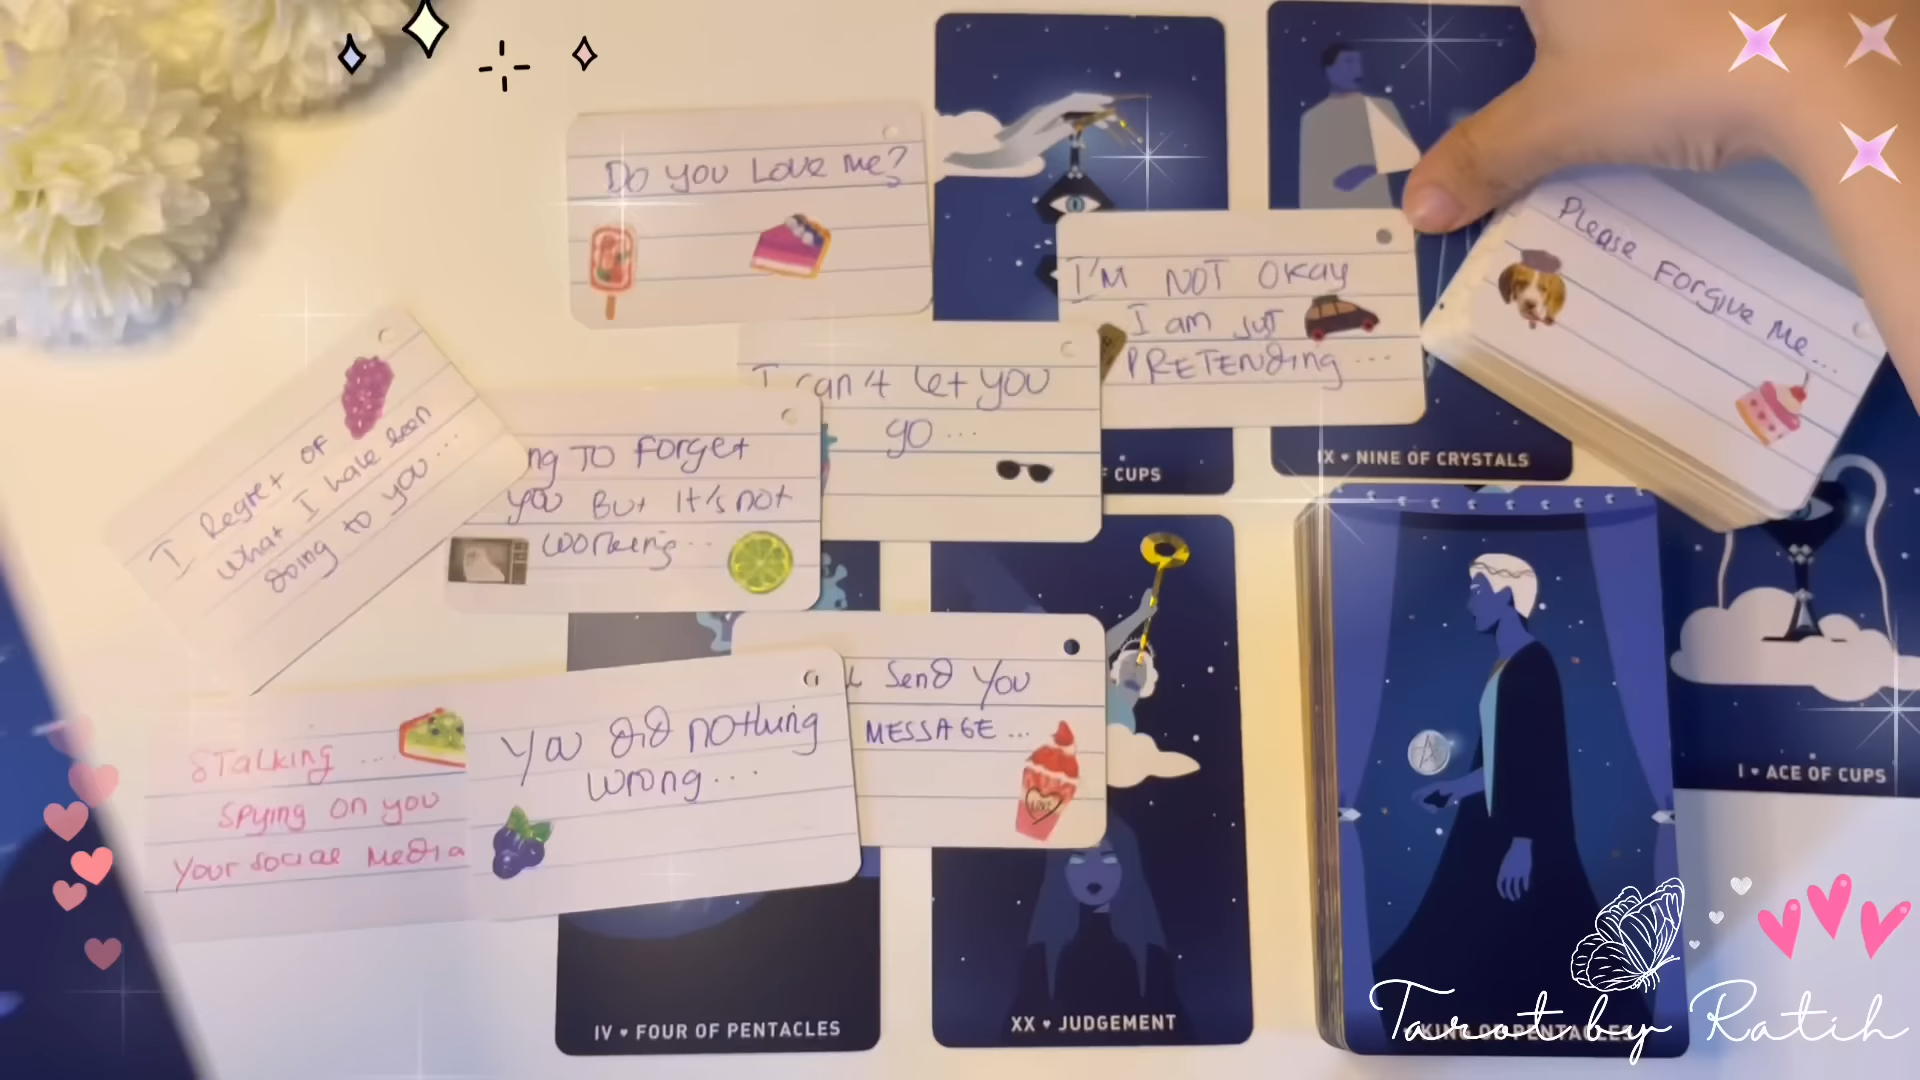 Do you Love me?
I'M NOT Okay
I am just
PRETENding ...
Please Forgive Me...
I can't let you
go ...
I Regret OF
what I have been
doing to you...
TO Forget
you But It's not
working...
Send You
MESSAGE ...
You did nothing
wrong...
STalking ....
Spying on you
Your social Media
CUPS
IX ♥ NINE OF CRYSTALS
I ♥ ACE OF CUPS
IV ♥ FOUR OF PENTACLES
XX ♥ JUDGEMENT
KING OF PENTACLES
Tarot by Ratih